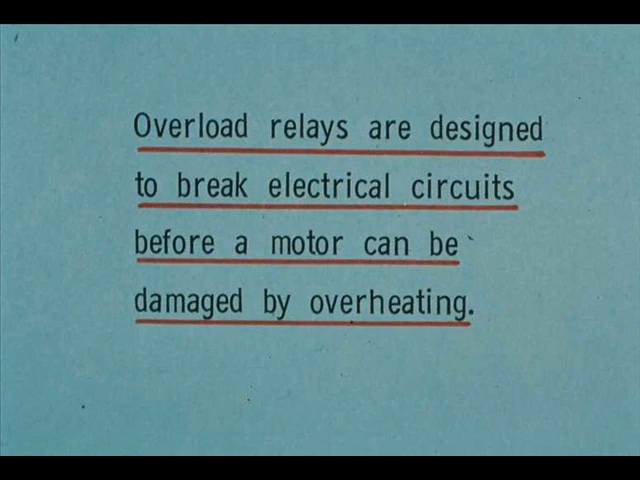 Overload relays are designed
to break electrical circuits
before a motor can be
damaged by overheating.